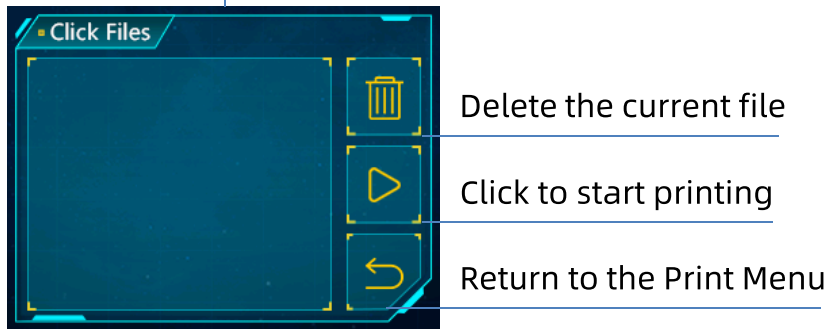 Click Files
Delete the current file
Click to start printing
Return to the Print Menu